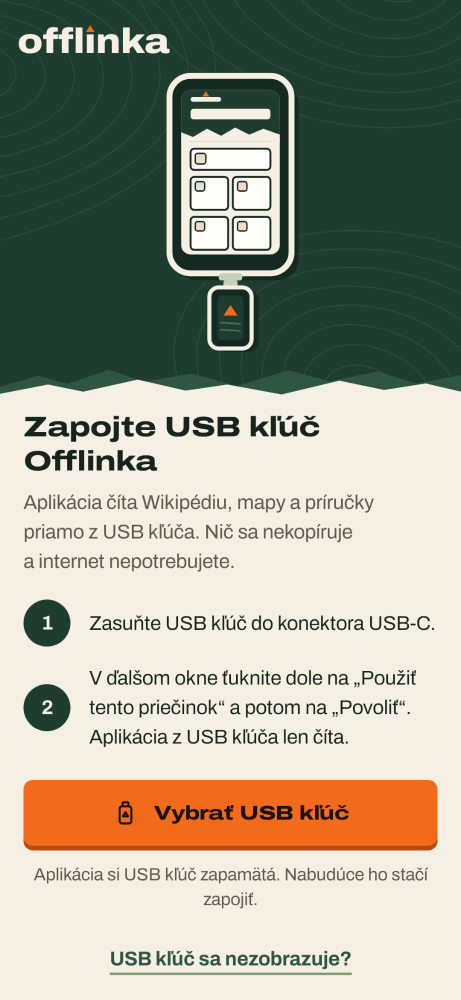 offlinka
Zapojte USB kľúč
Offlinka
Aplikácia číta Wikipédiu, mapy a príručky
priamo z USB kľúča. Nič sa nekopíruje
a internet nepotrebujete.
1
Zasuňte USB kľúč do konektora USB-C.
2
V ďalšom okne ťuknite dole na „Použiť
tento priečinok“ a potom na „Povoliť“.
Aplikácia z USB kľúča len číta.
Vybrať USB kľúč
Aplikácia si USB kľúč zapamätá. Nabudúce ho stačí
zapojiť.
USB kľúč sa nezobrazuje?